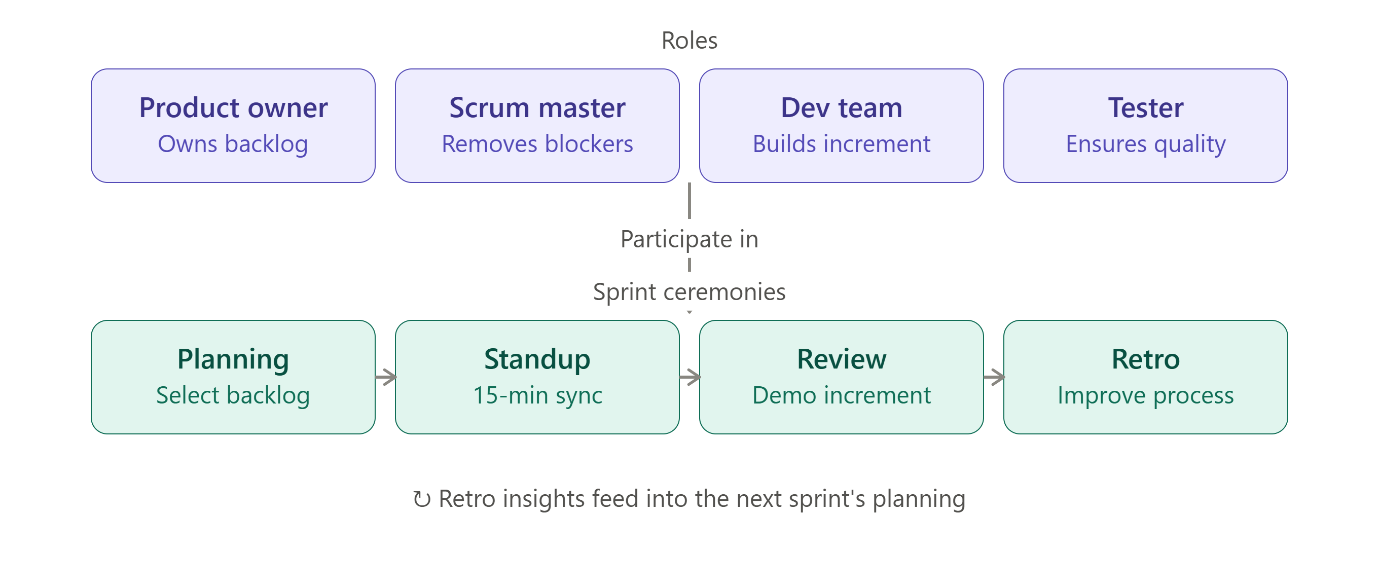 Roles
Product owner
Owns backlog
Scrum master
Removes blockers
Dev team
Builds increment
Tester
Ensures quality
Participate in
Sprint ceremonies
Planning
Select backlog
Standup
15-min sync
Review
Demo increment
Retro
Improve process
↻ Retro insights feed into the next sprint's planning